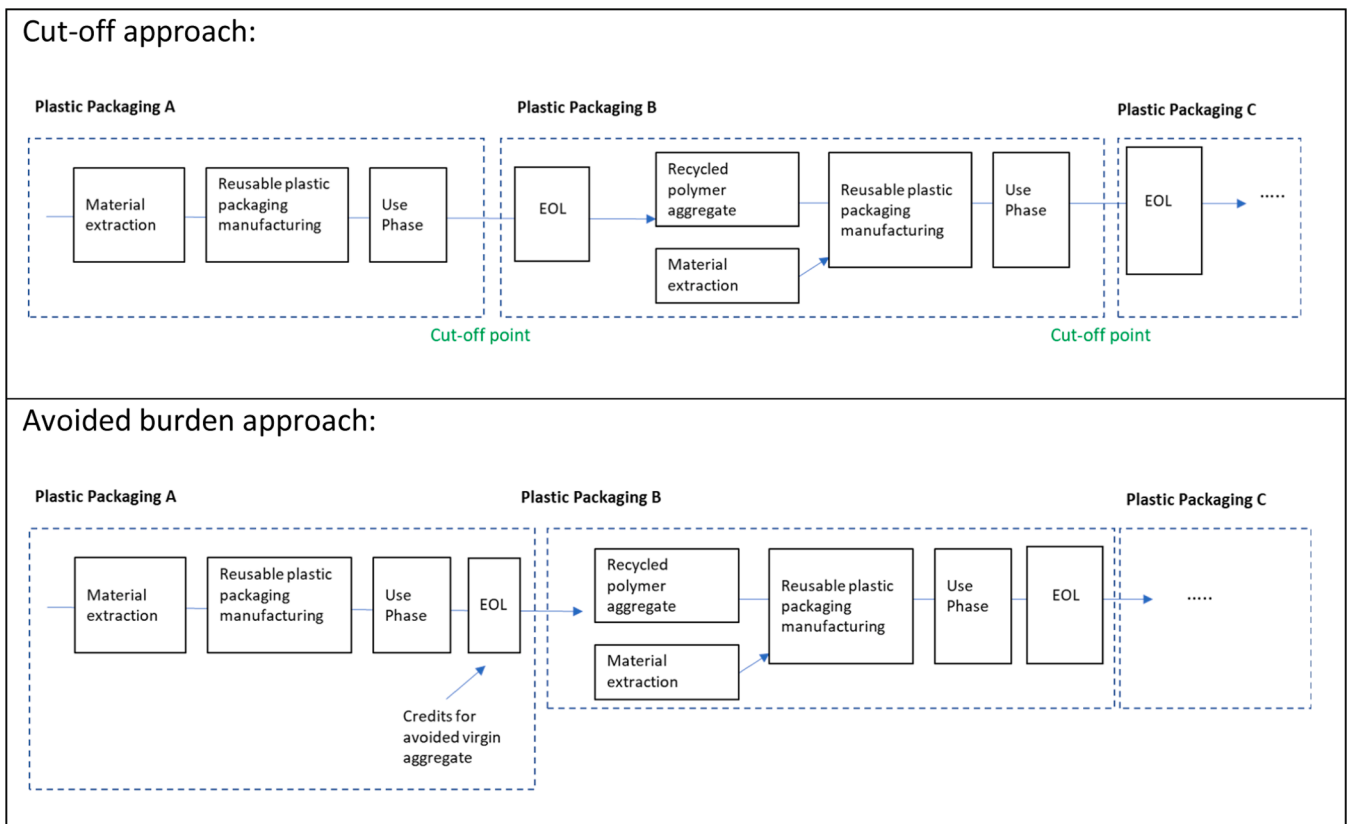 Cut-off approach:
Plastic Packaging A
Plastic Packaging B
Plastic Packaging C
Material
extraction
Reusable plastic
packaging
manufacturing
Use
Phase
EOL
Recycled
polymer
aggregate
Material
extraction
Reusable plastic
packaging
manufacturing
Use
Phase
EOL
.....
Cut-off point
Cut-off point
Avoided burden approach:
Plastic Packaging A
Plastic Packaging B
Plastic Packaging C
Material
extraction
Reusable plastic
packaging
manufacturing
Use
Phase
EOL
Credits for
avoided virgin
aggregate
Recycled
polymer
aggregate
Material
extraction
Reusable plastic
packaging
manufacturing
Use
Phase
EOL
.....